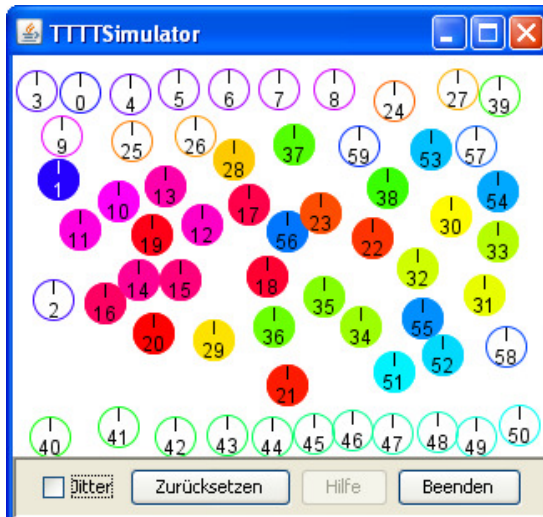 TTTTSimulator
3 0 4 5 6 7 8 24 27 39
9 25 26 28 37 59 53 57
1 10 13 17 38 54
11 19 12 56 23 22 30 33
2 16 14 15 18 35 32 31
20 29 36 34 55 58
21 51 52
40 41 42 43 44 45 46 47 48 49 50
Jitter Zurücksetzen Hilfe Beenden